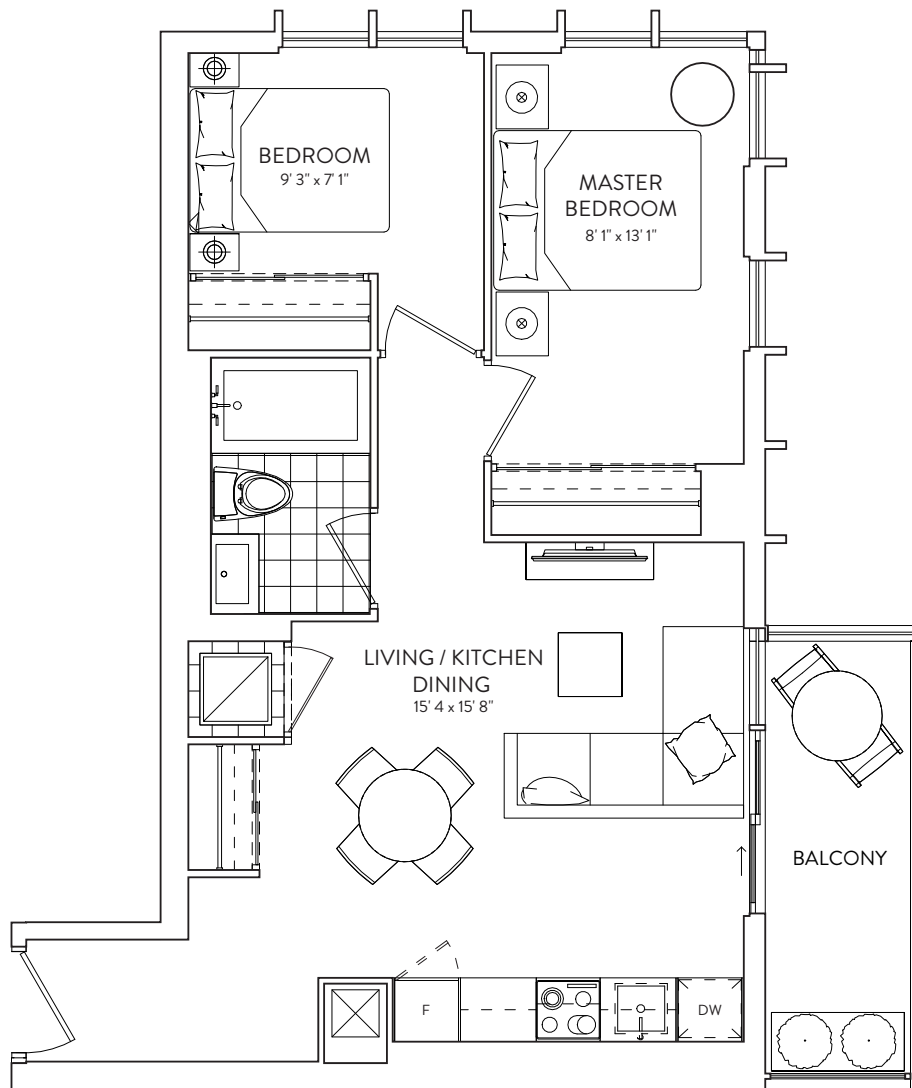 BEDROOM
9' 3" x 7' 1"
MASTER
BEDROOM
8' 1" x 13' 1"
LIVING / KITCHEN
DINING
15' 4 x 15' 8"
BALCONY
F
DW